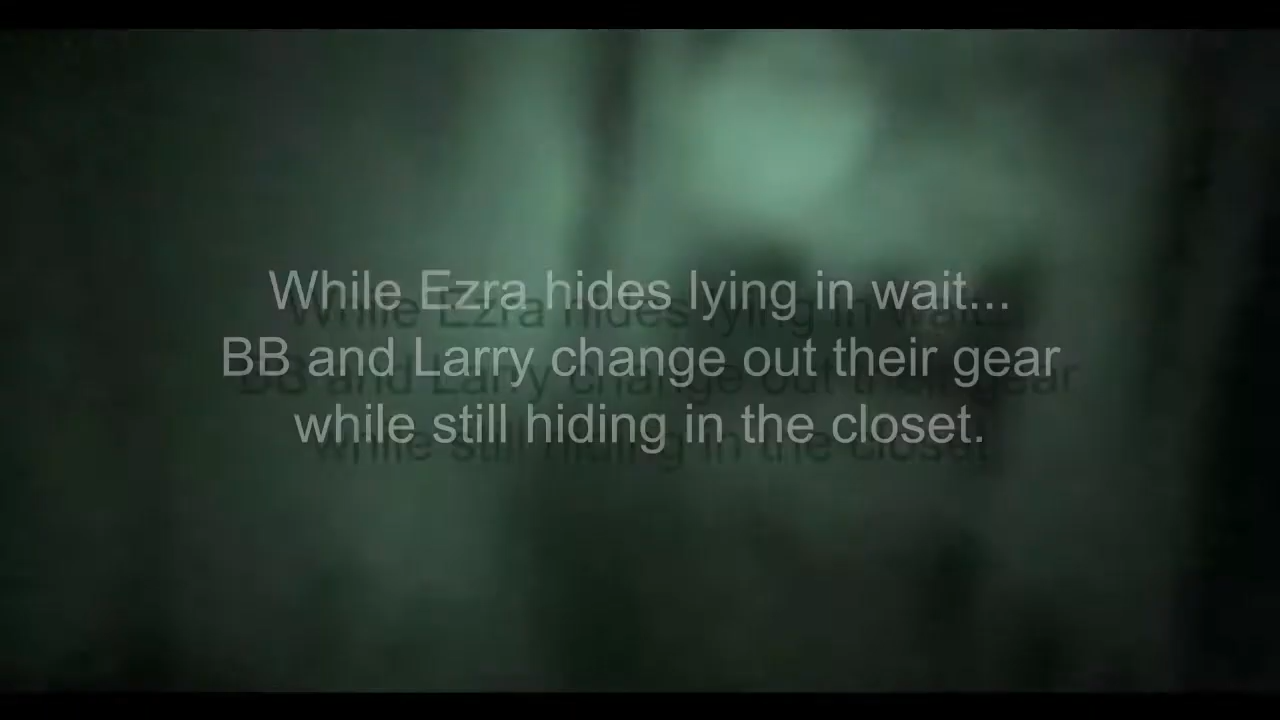 While Ezra hides lying in wait...
BB and Larry change out their gear
while still hiding in the closet.